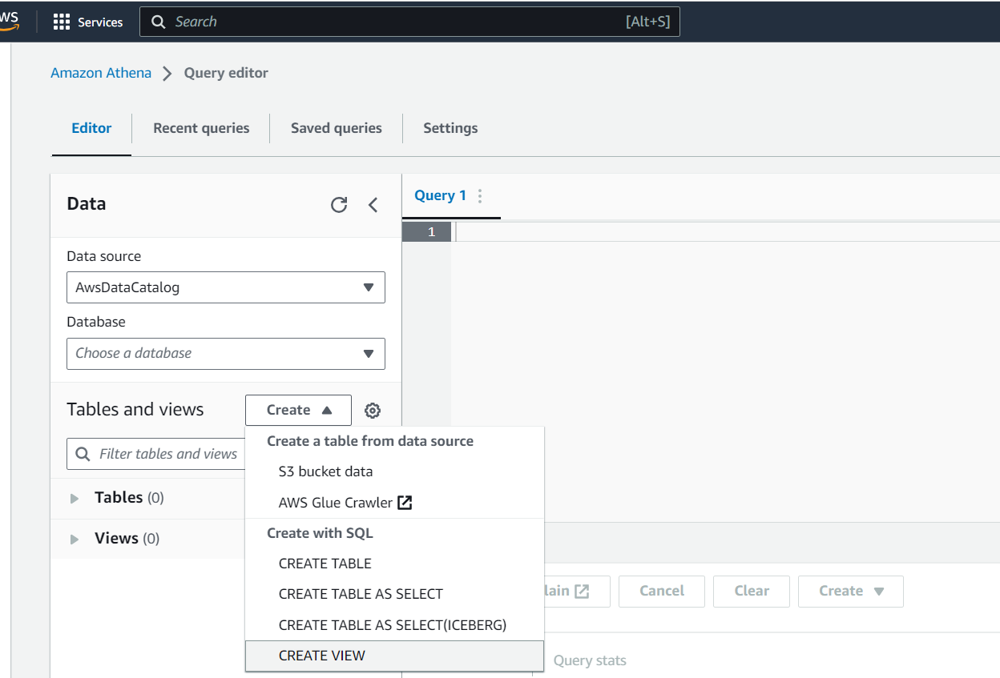 Services
Search
[Alt+S]
Amazon Athena
Query editor
Editor
Recent queries
Saved queries
Settings
Data
Data source
AwsDataCatalog
Database
Choose a database
Tables and views
Create
Filter tables and views
Tables (0)
Views (0)
Create a table from data source
S3 bucket data
AWS Glue Crawler
Create with SQL
CREATE TABLE
CREATE TABLE AS SELECT
CREATE TABLE AS SELECT(ICEBERG)
CREATE VIEW
Query 1
1
Cancel
Clear
Create
Query stats